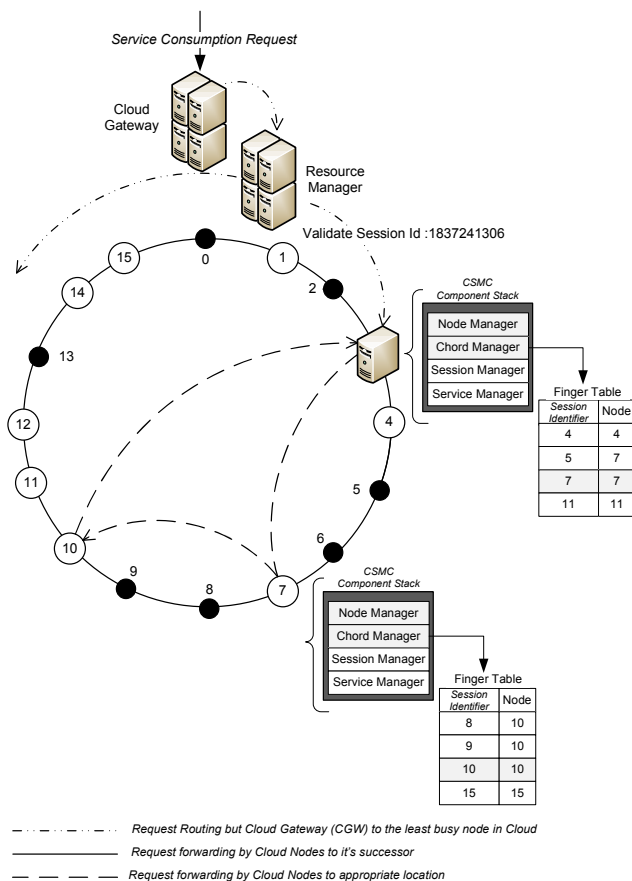 Service Consumption Request
Cloud
Gateway
Resource
Manager
Validate Session Id :1837241306
15
0
1
14
2
13
12
4
11
5
10
6
9
8
7
CSMC
Component Stack
Node Manager
Chord Manager
Session Manager
Service Manager
Finger Table
Session
Identifier
Node
4 4
5 7
7 7
11 11
CSMC
Component Stack
Node Manager
Chord Manager
Session Manager
Service Manager
Finger Table
Session
Identifier
Node
8 10
9 10
10 10
15 15
Request Routing but Cloud Gateway (CGW) to the least busy node in Cloud
Request forwarding by Cloud Nodes to it's successor
Request forwarding by Cloud Nodes to appropriate location